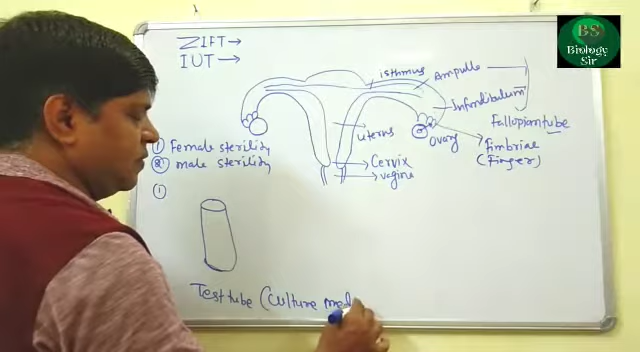 ZIFT→
IUT→
BS
Biology
Sir
isthmus
Ampulla
Infundibulum
Fallopian tube
Fimbriae
(Finger)
Ovary
Uterus
Cervix
vagina
① Female sterility
② male sterility
①
Test tube (Culture med